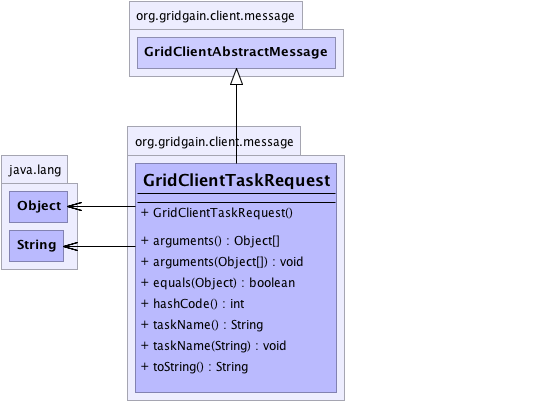 org.gridgain.client.message
GridClientAbstractMessage
org.gridgain.client.message
java.lang
Object
String
GridClientTaskRequest
+ GridClientTaskRequest()
+ arguments() : Object[]
+ arguments(Object[]) : void
+ equals(Object) : boolean
+ hashCode() : int
+ taskName() : String
+ taskName(String) : void
+ toString() : String